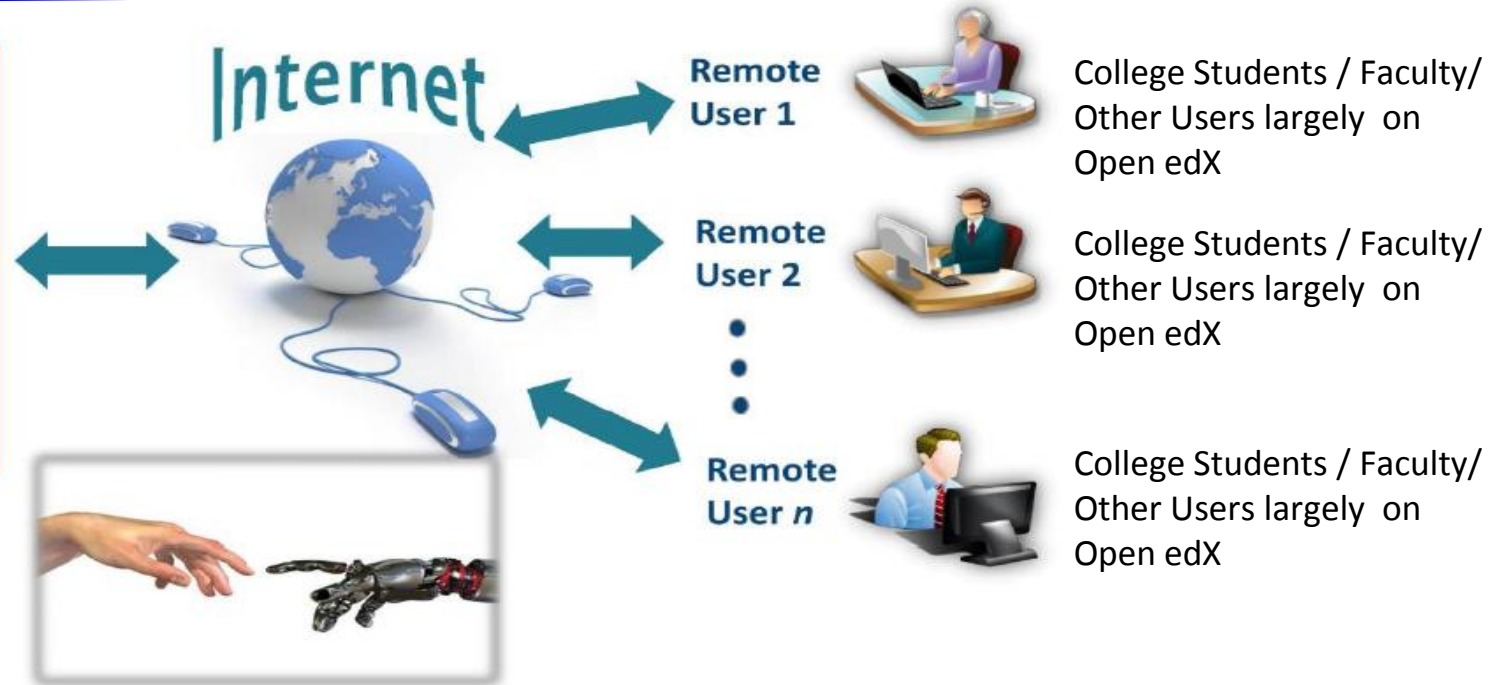 Internet
Remote
User 1
College Students / Faculty/
Other Users largely on
Open edX
Remote
User 2
College Students / Faculty/
Other Users largely on
Open edX
Remote
User n
College Students / Faculty/
Other Users largely on
Open edX